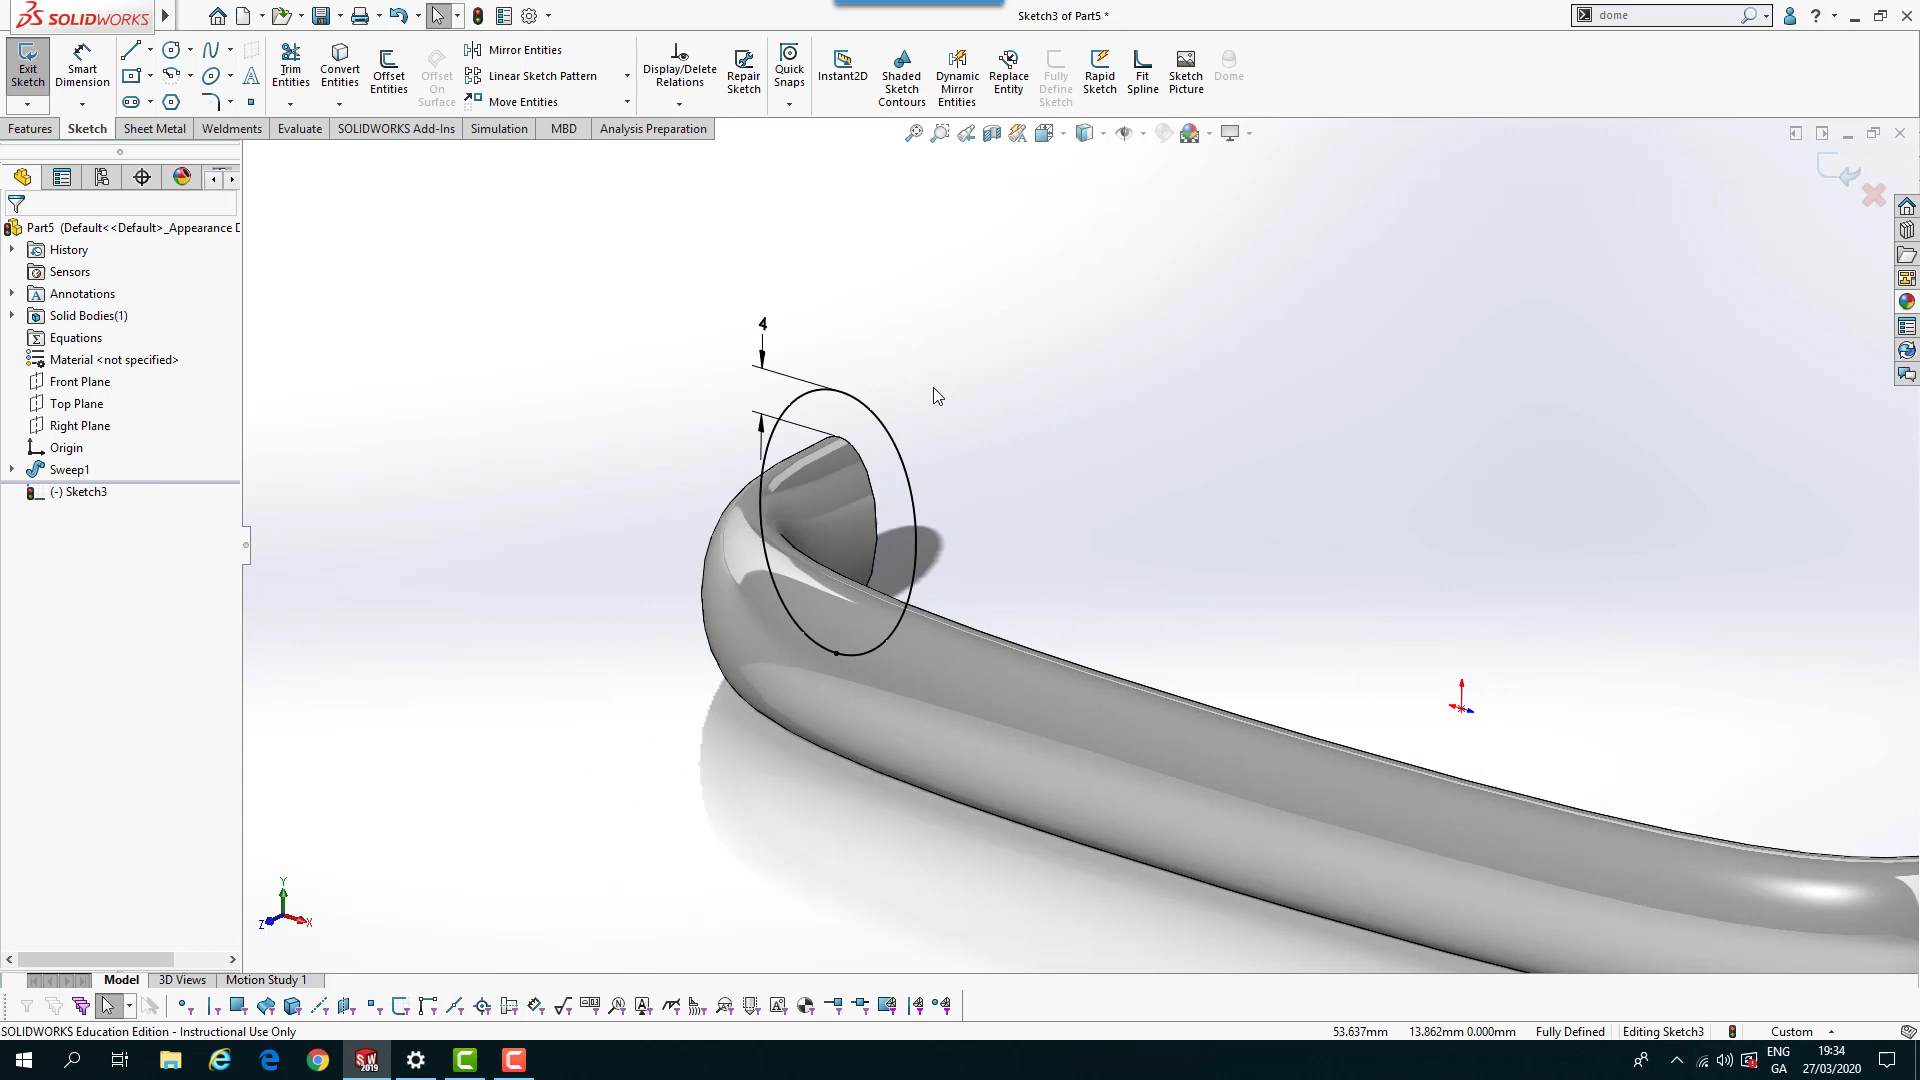 SOLIDWORKS
Sketch3 of Part5 *
dome
Exit Sketch
Smart Dimension
Trim Entities
Convert Entities
Offset Entities
Offset On Surface
Mirror Entities
Linear Sketch Pattern
Move Entities
Display/Delete Relations
Repair Sketch
Quick Snaps
Instant2D
Shaded Sketch Contours
Dynamic Mirror Entities
Replace Entity
Fully Define Sketch
Rapid Sketch
Fit Spline
Sketch Picture
Dome
Features
Sketch
Sheet Metal
Weldments
Evaluate
SOLIDWORKS Add-Ins
Simulation
MBD
Analysis Preparation
Part5 (Default<<Default>_Appearance D
History
Sensors
Annotations
Solid Bodies(1)
Equations
Material <not specified>
Front Plane
Top Plane
Right Plane
Origin
Sweep1
(-) Sketch3
4
Y
Z
X
Model
3D Views
Motion Study 1
SOLIDWORKS Education Edition - Instructional Use Only
53.637mm
13.862mm 0.000mm
Fully Defined
Editing Sketch3
Custom
SW 2019
ENG
GA
19:34
27/03/2020